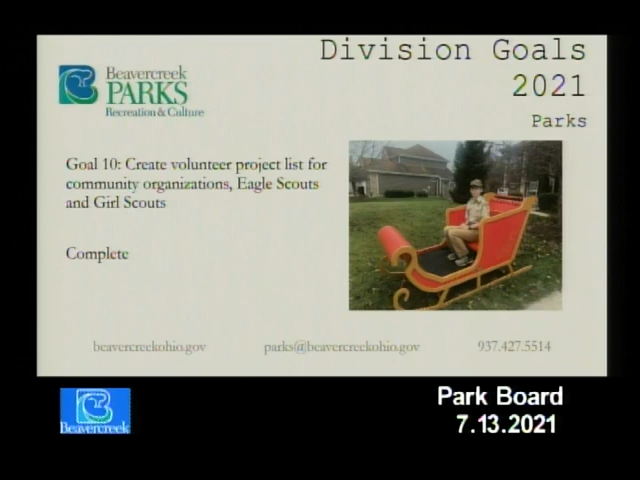 Division Goals
2021
Parks
Beavercreek
PARKS
Recreation & Culture
Goal 10: Create volunteer project list for
community organizations, Eagle Scouts
and Girl Scouts
Complete
beavercreekohio.gov
parks@beavercreekohio.gov
937.427.5514
Beavercreek
Park Board
7.13.2021